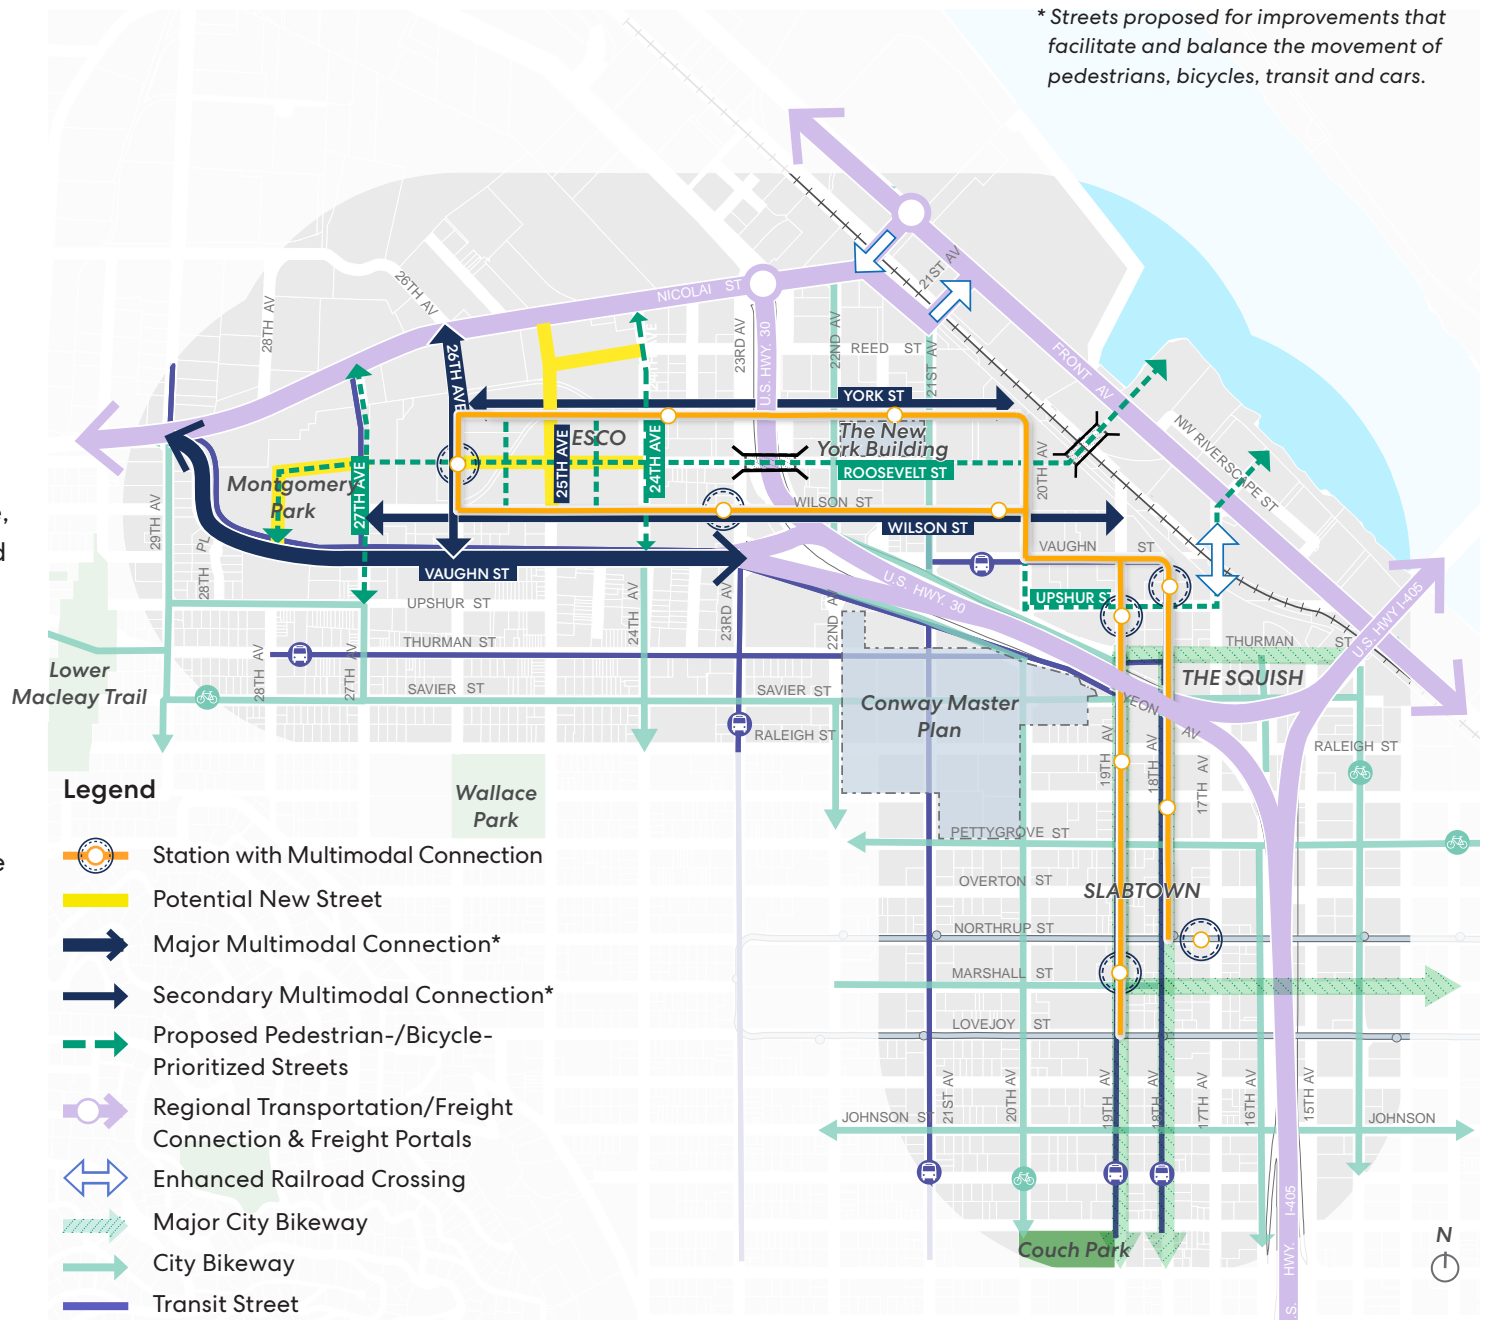 * Streets proposed for improvements that
facilitate and balance the movement of
pedestrians, bicycles, transit and cars.
21ST AV
26TH AV
28TH AV
NICOLAI ST
23RD AV
U.S. HWY. 30
22ND AV
REED ST
21ST AV
FRONT AV
26TH AVE
YORK ST
ESCO
The New
York Building
NW RIVERSCAPE ST
25TH AVE
24TH AVE
ROOSEVELT ST
20TH AV
Montgomery
Park
27TH AVE
29TH AV
WILSON ST
WILSON ST
28TH PL
VAUGHN ST
VAUGHN ST
U.S. HWY. 30
UPSHUR ST
UPSHUR ST
24TH AV
23RD AV
22ND AV
U.S. HWY I-405
THURMAN ST
THURMAN ST
Lower
Macleay Trail
28TH AV
27TH AV
SAVIER ST
SAVIER ST
THE SQUISH
Conway Master
Plan
YEON AV
RALEIGH ST
RALEIGH ST
19TH AV
18TH AV
17TH AV
Wallace
Park
PETTYGROVE ST
OVERTON ST
SLABTOWN
NORTHRUP ST
MARSHALL ST
LOVEJOY ST
21ST AV
20TH AV
19TH AV
18TH AV
17TH AV
16TH AV
15TH AV
JOHNSON ST
JOHNSON
HWY. I-405
Couch Park
N
Legend
Station with Multimodal Connection
Potential New Street
Major Multimodal Connection*
Secondary Multimodal Connection*
Proposed Pedestrian-/Bicycle-
Prioritized Streets
Regional Transportation/Freight
Connection & Freight Portals
Enhanced Railroad Crossing
Major City Bikeway
City Bikeway
Transit Street